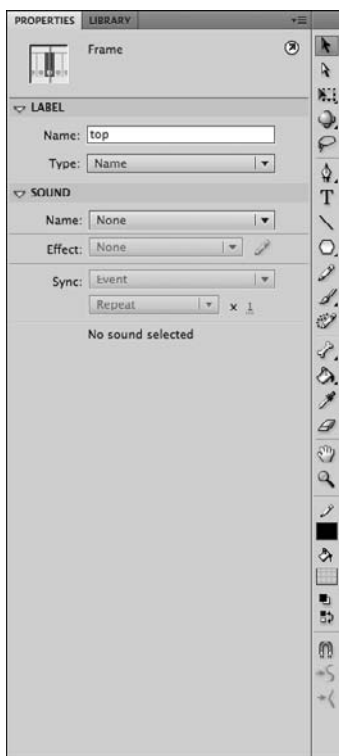 PROPERTIES LIBRARY
Frame
LABEL
Name: top
Type: Name
SOUND
Name: None
Effect: None
Sync: Event
Repeat x 1
No sound selected
T